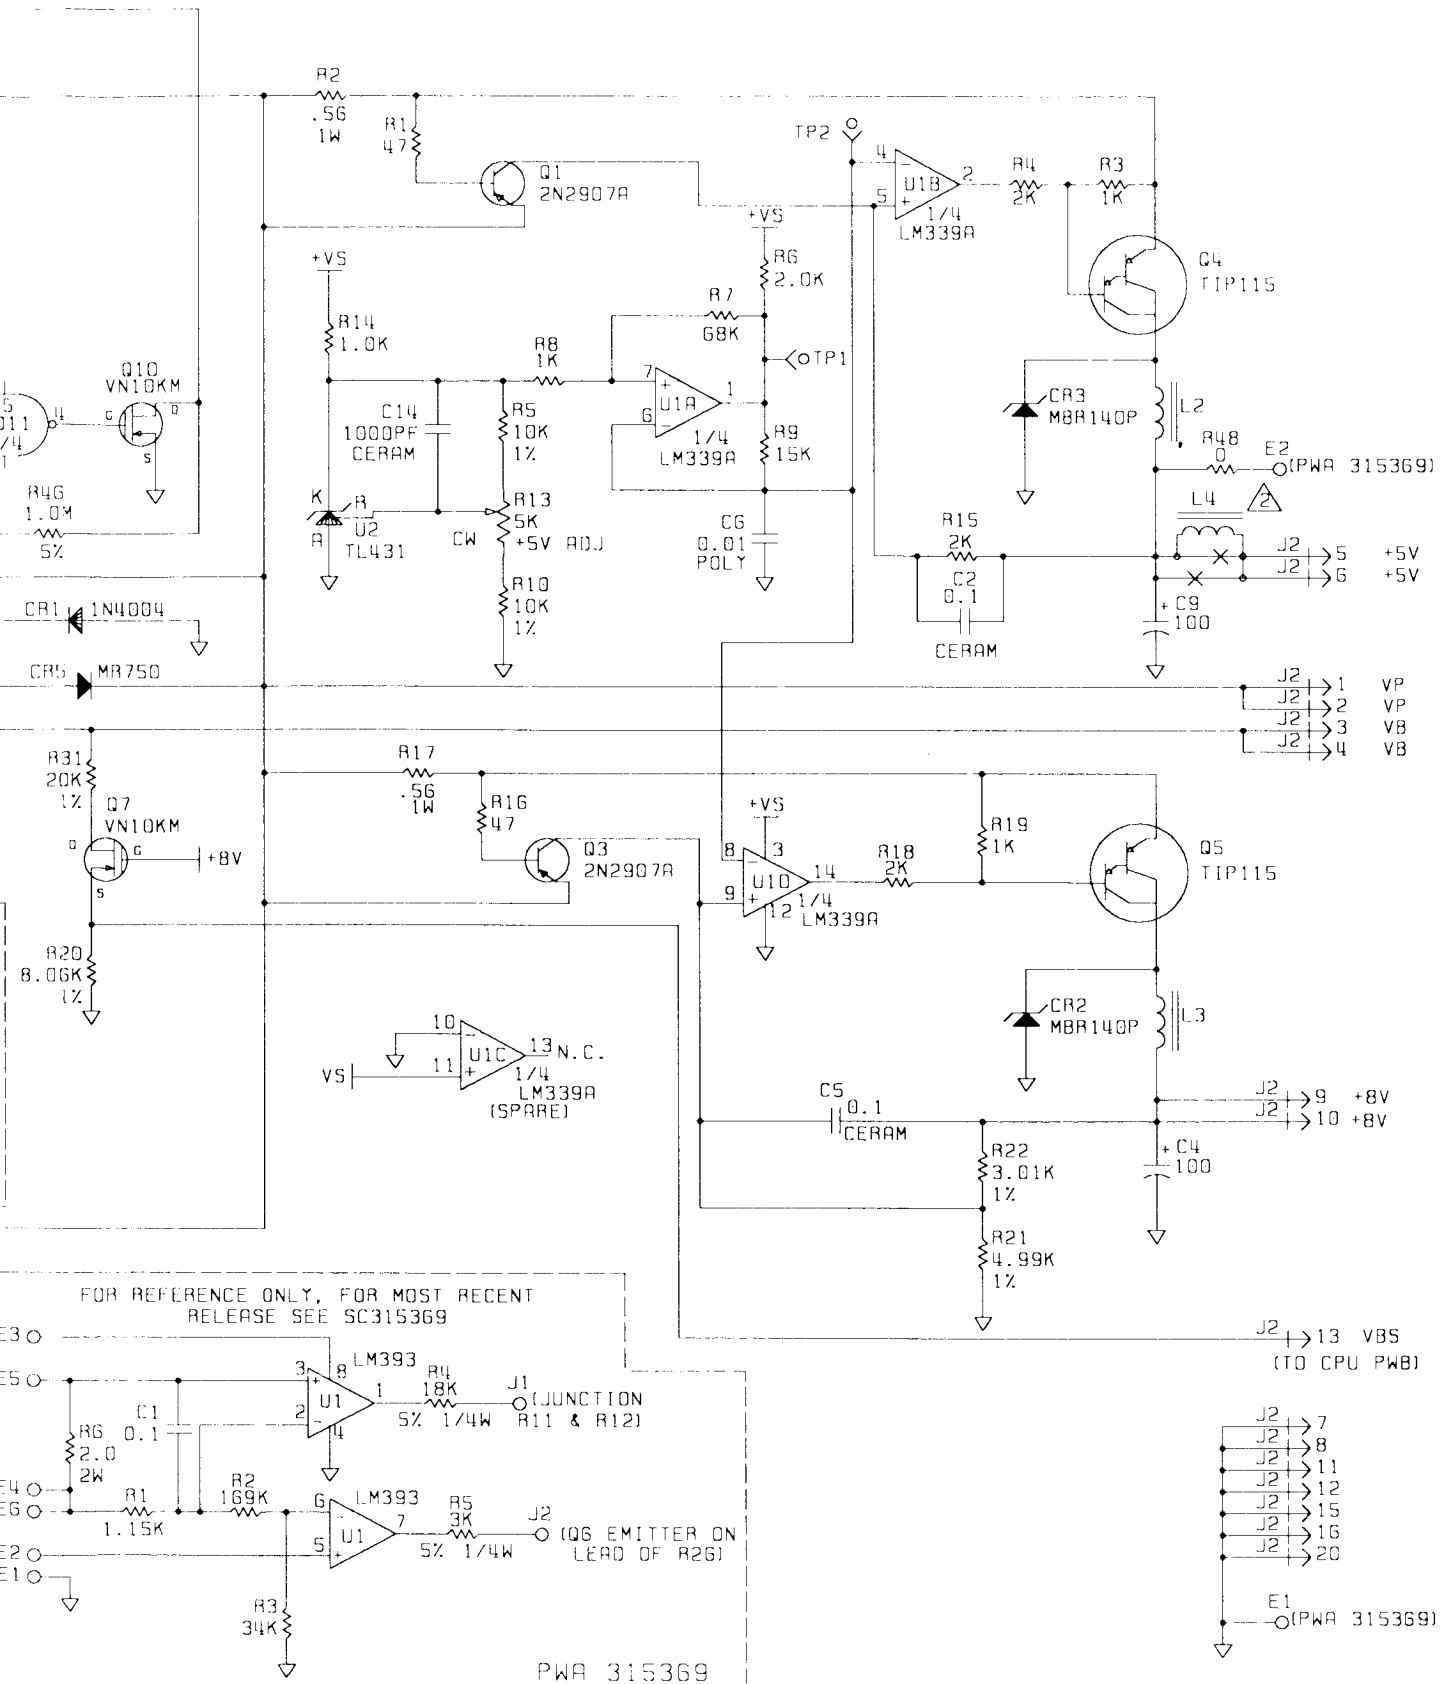 R2
.56
1W
R1
47
Q1
2N2907A
TP2
4
5
U1B
2
1/4
LM339A
R4
2K
R3
1K
+VS
R6
2.0K
Q4
TIP115
+VS
R14
1.0K
R7
68K
TP1
R8
1K
Q10
VN10KM
G
D
S
4
011
R46
1.0M
5%
C14
1000PF
CERAM
R5
10K
1%
7
6
U1A
1
1/4
LM339A
R9
15K
CR3
MBR140P
L2
R48
0
E2
(PWA 315369)
L4
2
K
R
A
U2
TL431
CW
R13
5K
+5V ADJ
R10
10K
1%
C6
0.01
POLY
R15
2K
C2
0.1
CERAM
J2 5 +5V
J2 6 +5V
+ C9
100
CR1 1N4004
CR5 MR750
J2 1 VP
J2 2 VP
J2 3 VB
J2 4 VB
R31
20K
1%
Q7
VN10KM
D
G
S
+8V
R17
.56
1W
R16
47
Q3
2N2907A
+VS
8
9
3
U1D
12
14
1/4
LM339A
R18
2K
R19
1K
Q5
TIP115
R20
8.06K
1%
10
11
U1C
13 N.C.
1/4
LM339A
(SPARE)
VS
CR2
MBR140P
L3
C5
0.1
CERAM
J2 9 +8V
J2 10 +8V
R22
3.01K
1%
+ C4
100
R21
4.99K
1%
FOR REFERENCE ONLY, FOR MOST RECENT
RELEASE SEE SC315369
E3
E5
3
2
8
LM393
U1
1
4
R4
18K
5% 1/4W
J1
(JUNCTION
R11 & R12)
C1
0.1
R6
2.0
2W
E4
E6
R1
1.15K
R2
169K
6
5
LM393
U1
7
R5
3K
5% 1/4W
J2
(Q6 EMITTER ON
LEAD OF R26)
E2
E1
R3
34K
PWA 315369
J2 13 VBS
(TO CPU PWB)
J2 7
J2 8
J2 11
J2 12
J2 15
J2 16
J2 20
E1
(PWA 315369)